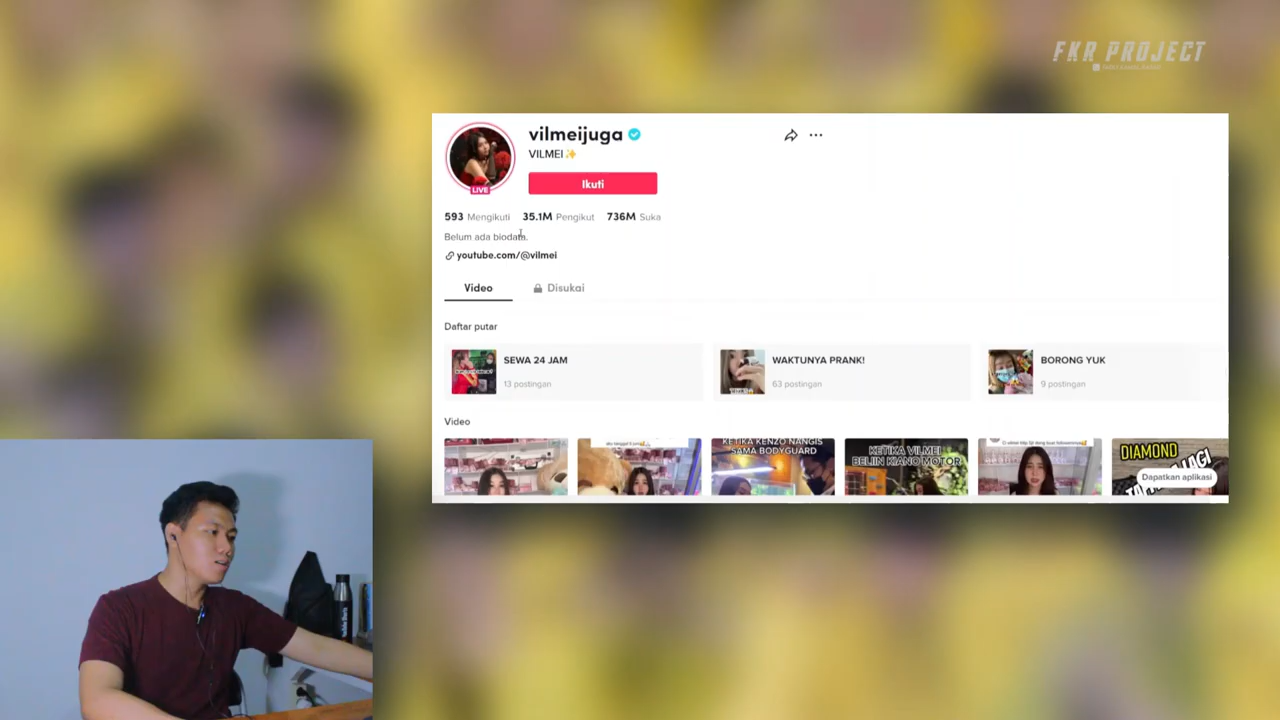 FKR PROJECT
vilmeijuga
VILMEI✨
LIVE
Ikuti
593 Mengikuti 35.1M Pengikut 736M Suka
Belum ada biodata.
youtube.com/@vilmei
Video Disukai
Daftar putar
SEWA 24 JAM
13 postingan
WAKTUNYA PRANK!
63 postingan
BORONG YUK
9 postingan
Video
KETIKA KENZO NANGIS
SAMA BODYGUARD
KETIKA VILMEI
BELIIN KIANO MOTOR
DIAMOND
Dapatkan aplikasi